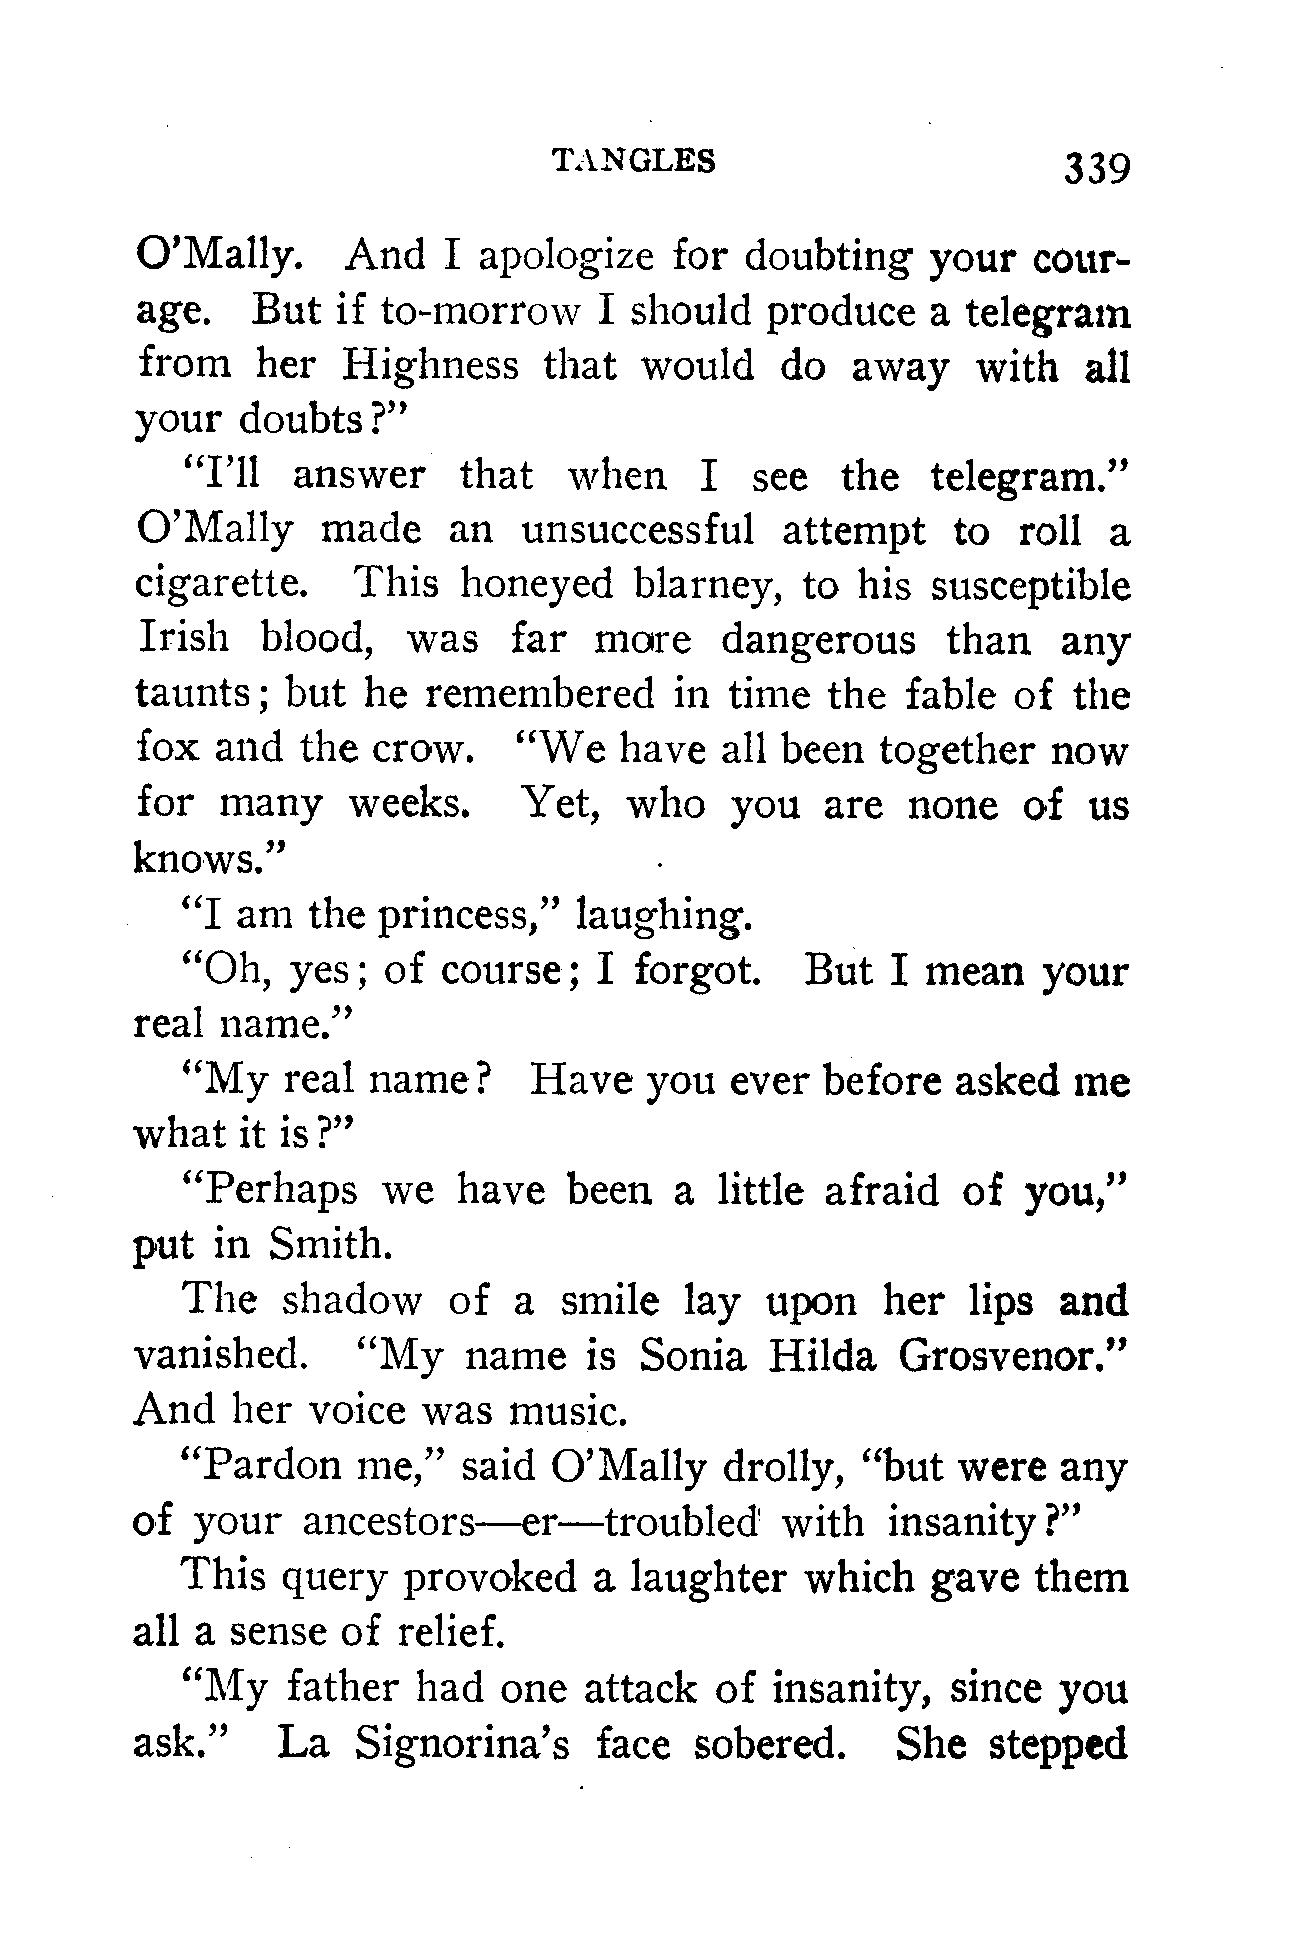 TANGLES 339
O'Mally. And I apologize for doubting your cour-
age. But if to-morrow I should produce a telegram
from her Highness that would do away with all
your doubts?"
"I'll answer that when I see the telegram."
O'Mally made an unsuccessful attempt to roll a
cigarette. This honeyed blarney, to his susceptible
Irish blood, was far more dangerous than any
taunts; but he remembered in time the fable of the
fox and the crow. "We have all been together now
for many weeks. Yet, who you are none of us
knows."
"I am the princess," laughing.
"Oh, yes; of course; I forgot. But I mean your
real name."
"My real name? Have you ever before asked me
what it is?"
"Perhaps we have been a little afraid of you,"
put in Smith.
The shadow of a smile lay upon her lips and
vanished. "My name is Sonia Hilda Grosvenor."
And her voice was music.
"Pardon me," said O'Mally drolly, "but were any
of your ancestors—er—troubled with insanity?"
This query provoked a laughter which gave them
all a sense of relief.
"My father had one attack of insanity, since you
ask." La Signorina's face sobered. She stepped